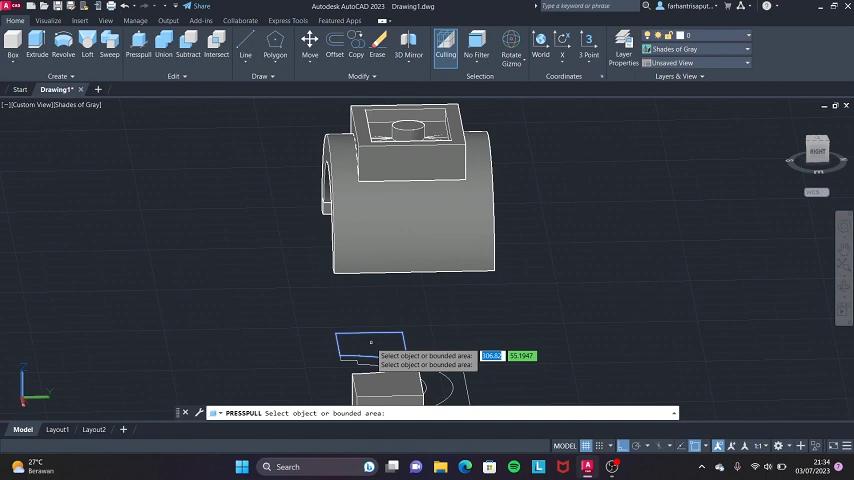 Share
Autodesk AutoCAD 2023 Drawing1.dwg
Type a keyword or phrase
farhantrisaput...
Home Visualize Insert View Manage Output Add-ins Collaborate Express Tools Featured Apps
Box Extrude Revolve Loft Sweep
Presspull Union Subtract Intersect
Line Polygon
Move Offset Copy Erase 3D Mirror
Culling No Filter Rotate Gizmo
World X 3 Point
Layer Properties
0
Shades of Gray
Unsaved View
Create Edit Draw Modify Selection Coordinates Layers & View
Start Drawing1*
[−][Custom View][Shades of Gray]
RIGHT
WCS
Select object or bounded area: 306.82 55.1947
Select object or bounded area:
Z
Y
PRESSPULL Select object or bounded area:
Model Layout1 Layout2
MODEL 1:1
27°C
Berawan
Search
21:34
03/07/2023